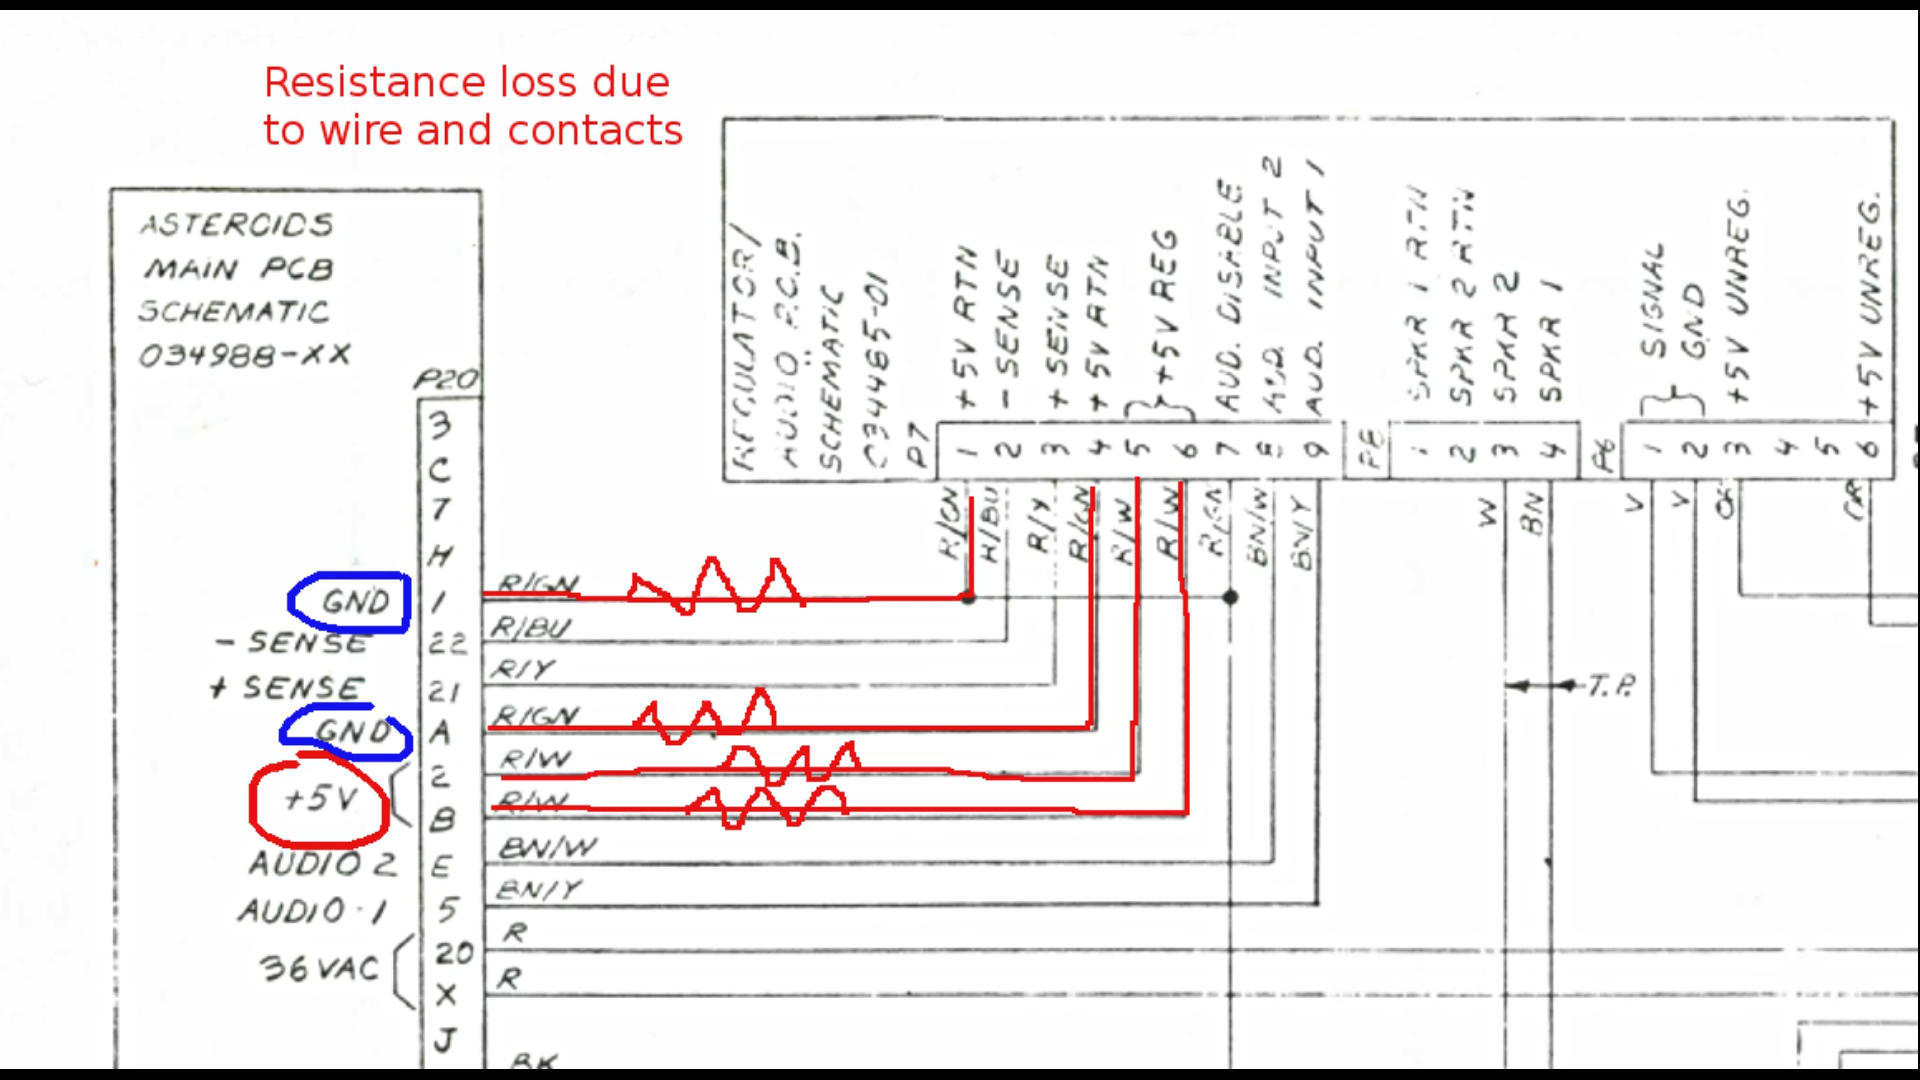 Resistance loss due
to wire and contacts
ASTEROIDS
MAIN PCB
SCHEMATIC
034988-XX
P20
3
C
7
H
GND 1 R/GN
- SENSE 22 R/BU
+ SENSE 21 R/Y
GND A R/GN
+5V 2 R/W
B R/W
AUDIO 2 E BN/W
AUDIO 1 5 BN/Y
36 VAC 20 R
X R
J
BK
REGULATOR/
AUDIO P.C.B.
SCHEMATIC
C34485-01
P7
+5V RTN
- SENSE
+ SENSE
+5V RTN
+5V REG
AUD. DISABLE
AUD. INPUT 2
AUD. INPUT 1
1 2 3 4 5 6 7 8 9
R/GN R/BU R/Y R/GN R/W R/W R/GN BN/W BN/Y
SPKR 1 RTN
SPKR 2 RTN
SPKR 2
SPKR 1
1 2 3 4
W BN
T.P.
P6
SIGNAL
GND
+5V UNREG.
+5V UNREG.
1 2 3 4 5 6
V V